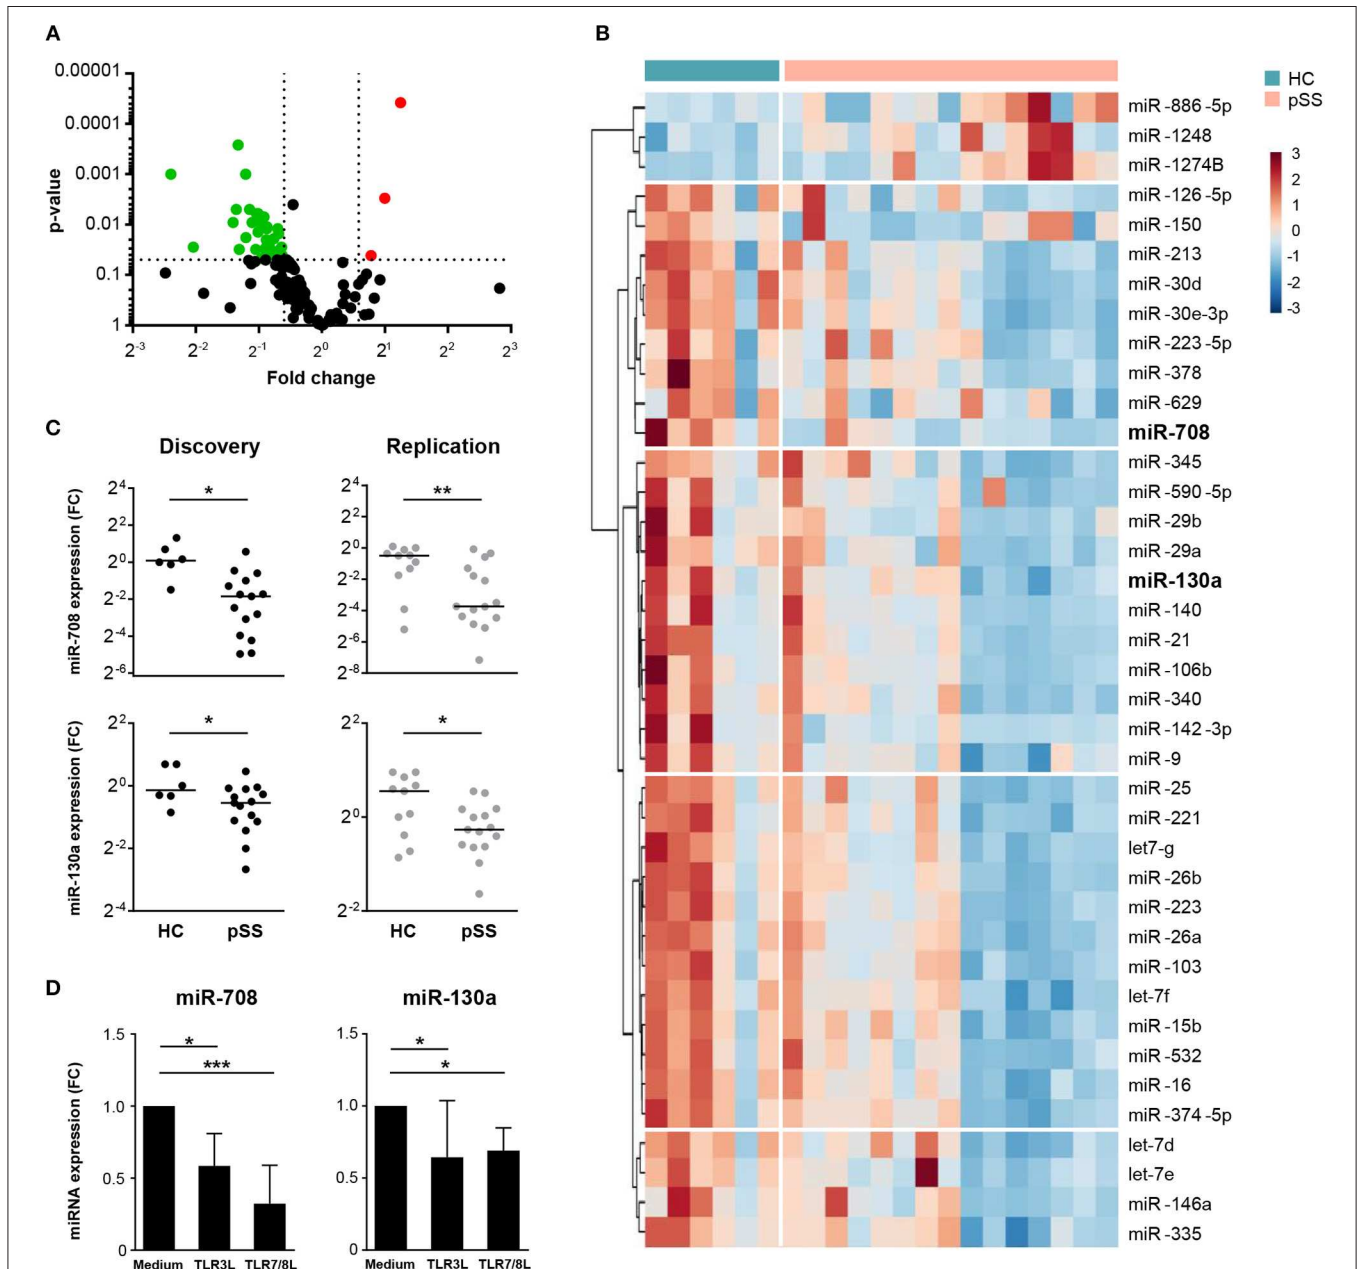 A
0.00001
0.0001
0.001
0.01
0.1
1
p-value
2-3
2-2
2-1
20
21
22
23
Fold change
B
HC
pSS
3
2
1
0
-1
-2
-3
miR-886-5p
miR-1248
miR-1274B
miR-126-5p
miR-150
miR-213
miR-30d
miR-30e-3p
miR-223-5p
miR-378
miR-629
miR-708
miR-345
miR-590-5p
miR-29b
miR-29a
miR-130a
miR-140
miR-21
miR-106b
miR-340
miR-142-3p
miR-9
miR-25
miR-221
let7-g
miR-26b
miR-223
miR-26a
miR-103
let-7f
miR-15b
miR-532
miR-16
miR-374-5p
let-7d
let-7e
miR-146a
miR-335
C
Discovery
Replication
miR-708 expression (FC)
24
22
20
2-2
2-4
2-6
*
24
22
20
2-2
2-4
2-6
2-8
**
miR-130a expression (FC)
22
20
2-2
2-4
*
HC
pSS
22
20
2-2
*
HC
pSS
D
miR-708
miR-130a
miRNA expression (FC)
1.5
1.0
0.5
0
*
***
Medium
TLR3L
TLR7/8L
1.5
1.0
0.5
0
*
*
Medium
TLR3L
TLR7/8L